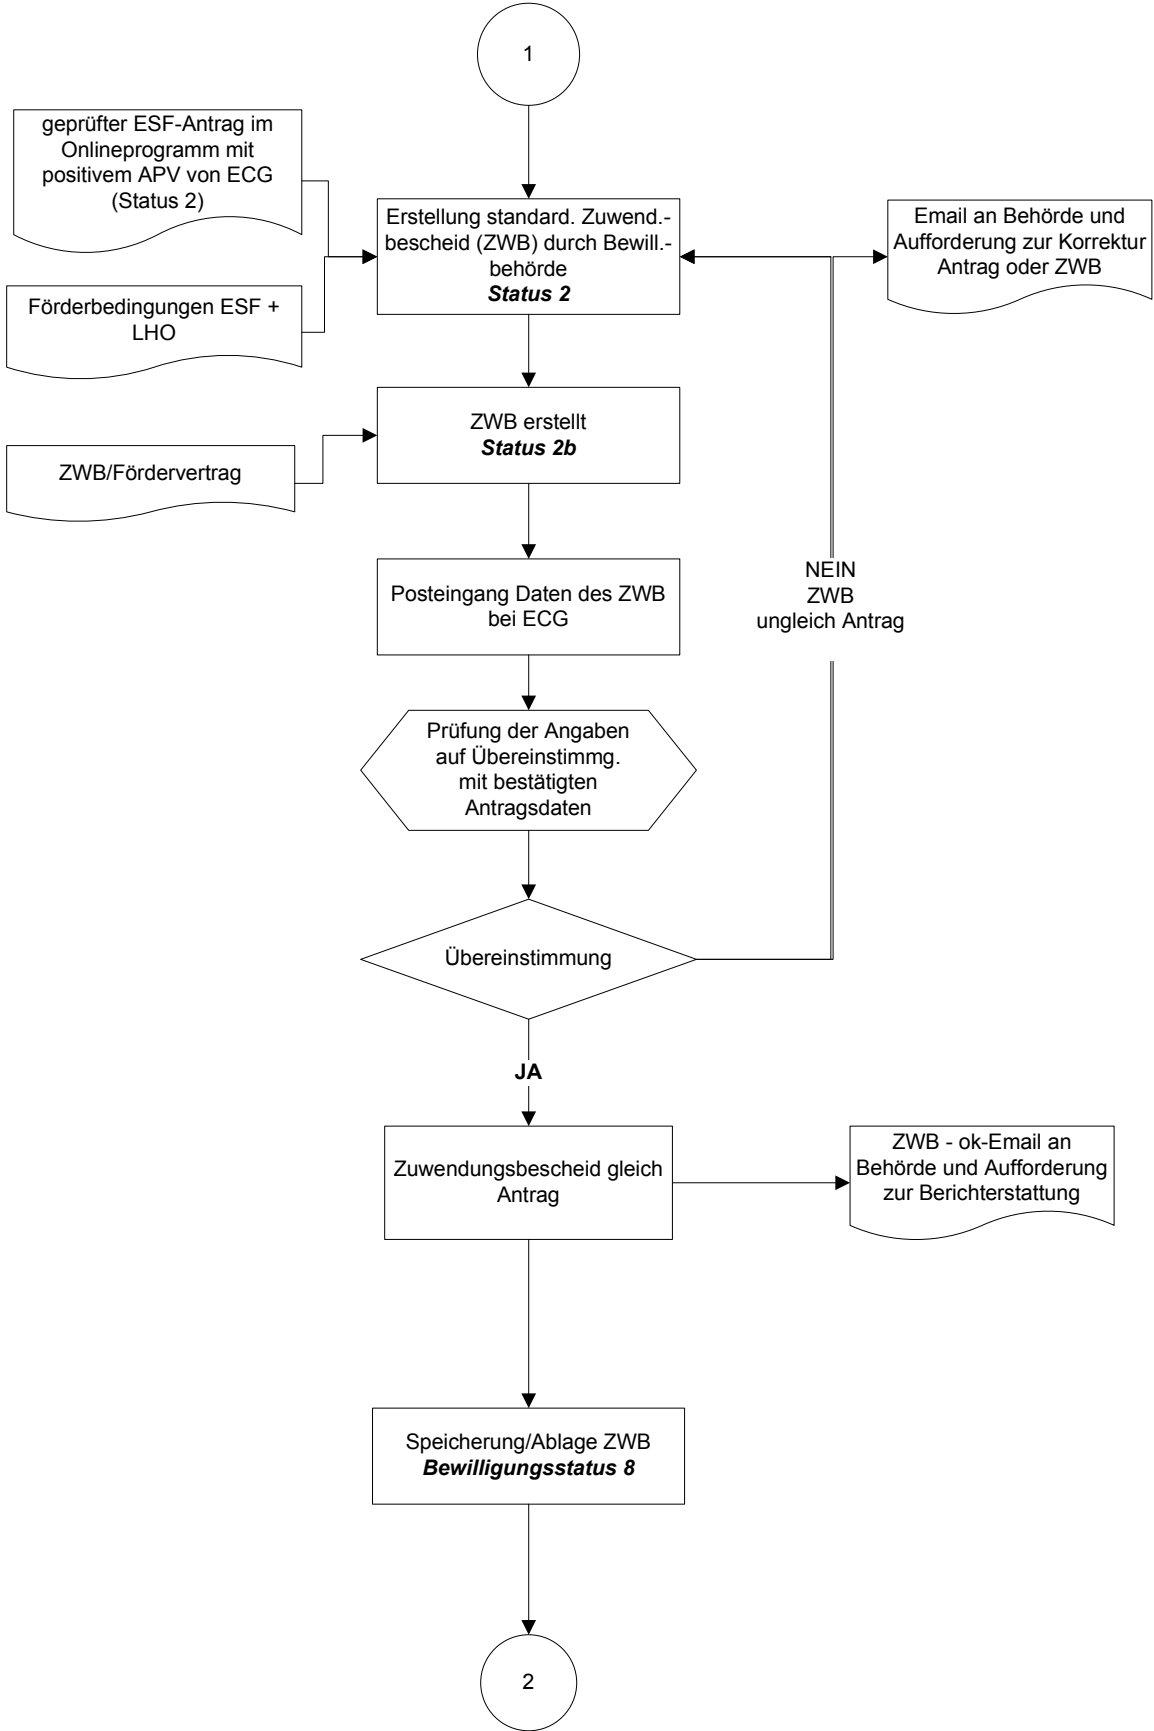 1
geprüfter ESF-Antrag im
Onlineprogramm mit
positivem APV von ECG
(Status 2)
Erstellung standard. Zuwend.-
bescheid (ZWB) durch Bewill.-
behörde
Status 2
Email an Behörde und
Aufforderung zur Korrektur
Antrag oder ZWB
Förderbedingungen ESF +
LHO
ZWB erstellt
Status 2b
ZWB/Fördervertrag
Posteingang Daten des ZWB
bei ECG
NEIN
ZWB
ungleich Antrag
Prüfung der Angaben
auf Übereinstimmg.
mit bestätigten
Antragsdaten
Übereinstimmung
JA
Zuwendungsbescheid gleich
Antrag
ZWB - ok-Email an
Behörde und Aufforderung
zur Berichterstattung
Speicherung/Ablage ZWB
Bewilligungsstatus 8
2